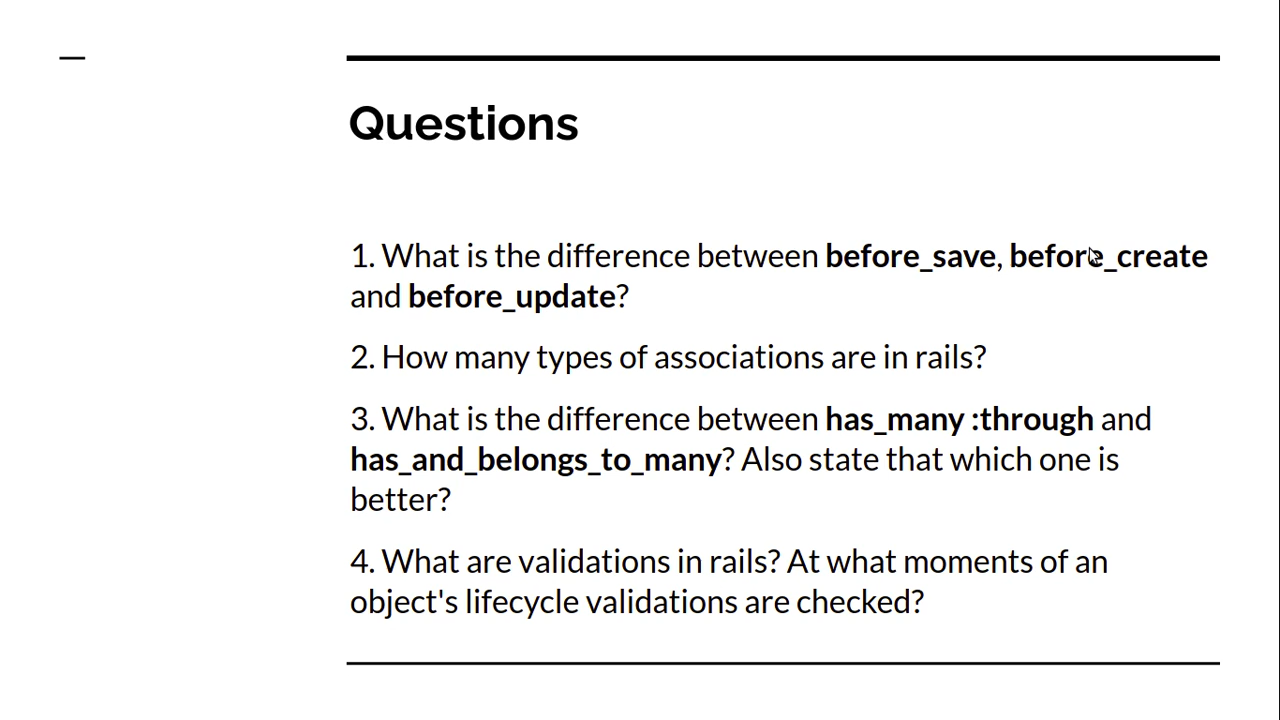 Questions
1. What is the difference between before_save, before_create
and before_update?
2. How many types of associations are in rails?
3. What is the difference between has_many :through and
has_and_belongs_to_many? Also state that which one is
better?
4. What are validations in rails? At what moments of an
object's lifecycle validations are checked?